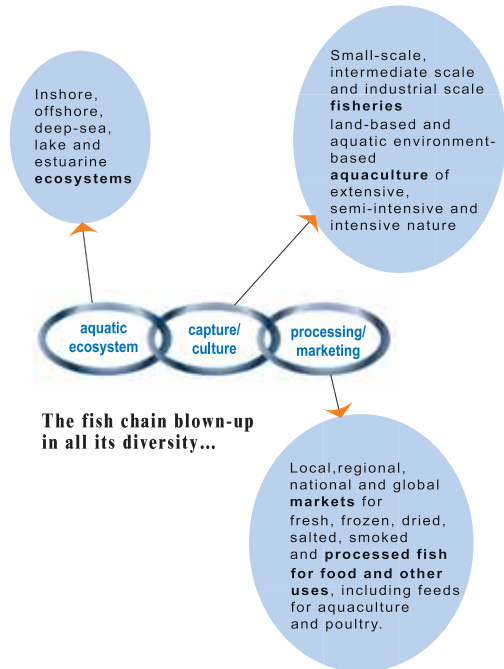 Inshore,
offshore,
deep-sea,
lake and
estuarine
ecosystems
Small-scale,
intermediate scale
and industrial scale
fisheries
land-based and
aquatic environment-
based
aquaculture of
extensive,
semi-intensive and
intensive nature
aquatic
ecosystem
capture/
culture
processing/
marketing
The fish chain blown-up
in all its diversity...
Local,regional,
national and global
markets for
fresh, frozen, dried,
salted, smoked
and processed fish
for food and other
uses, including feeds
for aquaculture
and poultry.